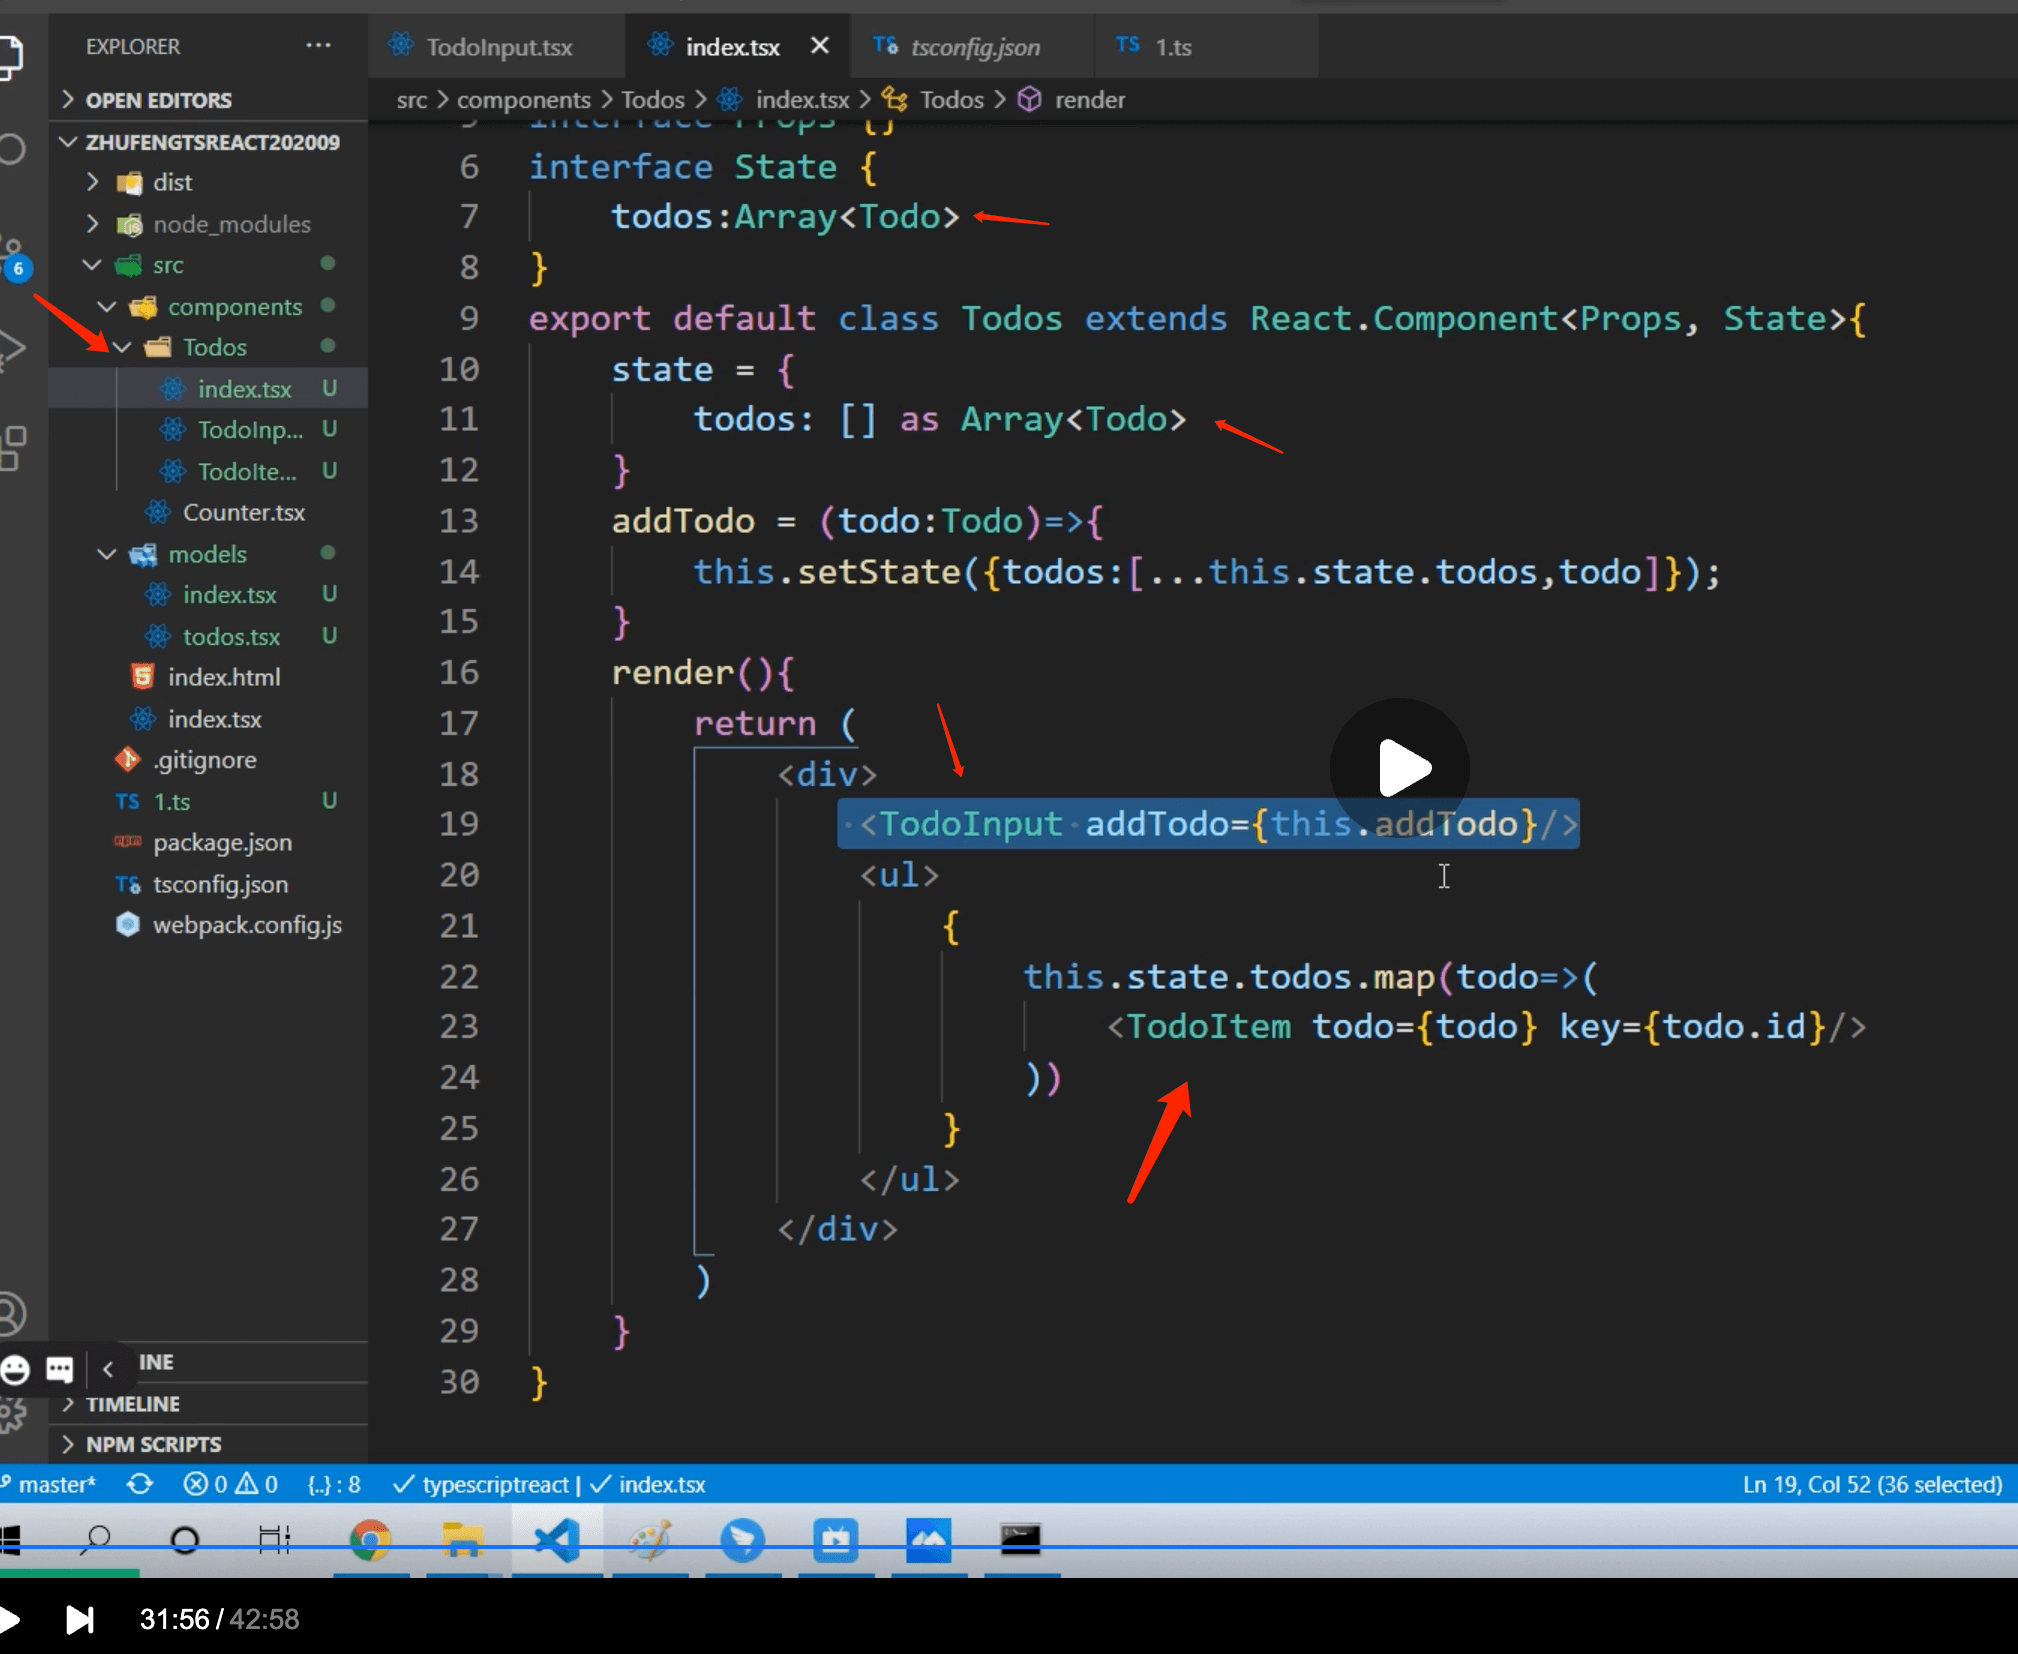 EXPLORER ···
TodoInput.tsx
index.tsx
TS tsconfig.json
TS 1.ts
OPEN EDITORS
src > components > Todos > index.tsx > Todos > render
ZHUFENGTSREACT202009
dist
node_modules
src
components
Todos
index.tsx U
TodoInp... U
TodoIte... U
Counter.tsx
models
index.tsx U
todos.tsx U
index.html
index.tsx
.gitignore
TS 1.ts U
package.json
TS tsconfig.json
webpack.config.js
6
5 interface Props {}
6 interface State {
7 todos:Array<Todo>
8 }
9 export default class Todos extends React.Component<Props, State>{
10 state = {
11 todos: [] as Array<Todo>
12 }
13 addTodo = (todo:Todo)=>{
14 this.setState({todos:[...this.state.todos,todo]});
15 }
16 render(){
17 return (
18 <div>
19 <TodoInput addTodo={this.addTodo}/>
20 <ul>
21 {
22 this.state.todos.map(todo=>(
23 <TodoItem todo={todo} key={todo.id}/>
24 ))
25 }
26 </ul>
27 </div>
28 )
29 }
30 }
INE
TIMELINE
NPM SCRIPTS
master* 0 0 {..} : 8 ✓ typescriptreact | ✓ index.tsx Ln 19, Col 52 (36 selected)
31:56 / 42:58